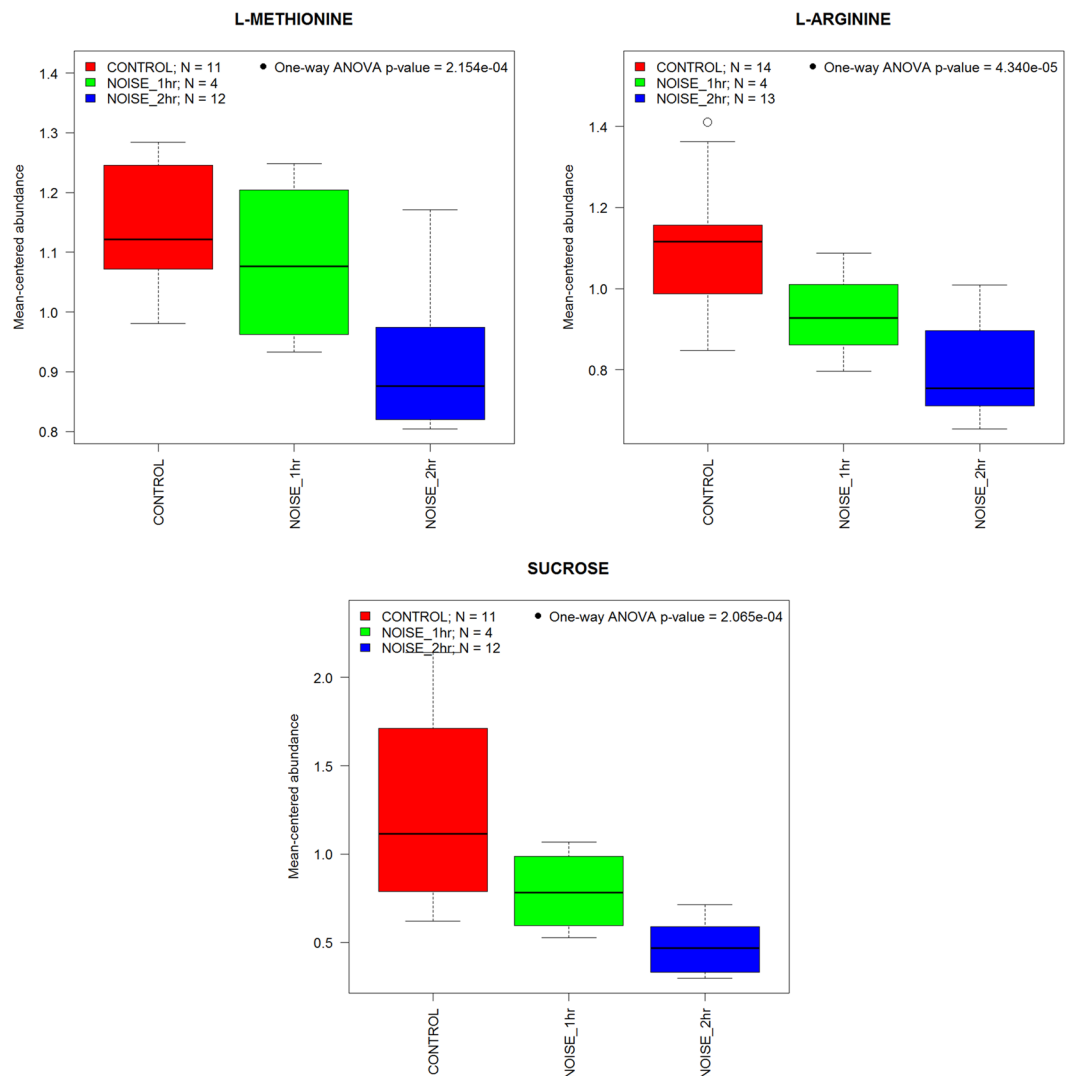 L-METHIONINE
CONTROL; N = 11
NOISE_1hr; N = 4
NOISE_2hr; N = 12
One-way ANOVA p-value = 2.154e-04
Mean-centered abundance
1.4
1.3
1.2
1.1
1.0
0.9
0.8
CONTROL
NOISE_1hr
NOISE_2hr
L-ARGININE
CONTROL; N = 14
NOISE_1hr; N = 4
NOISE_2hr; N = 13
One-way ANOVA p-value = 4.340e-05
Mean-centered abundance
1.4
1.2
1.0
0.8
CONTROL
NOISE_1hr
NOISE_2hr
SUCROSE
CONTROL; N = 11
NOISE_1hr; N = 4
NOISE_2hr; N = 12
One-way ANOVA p-value = 2.065e-04
Mean-centered abundance
2.0
1.5
1.0
0.5
CONTROL
NOISE_1hr
NOISE_2hr